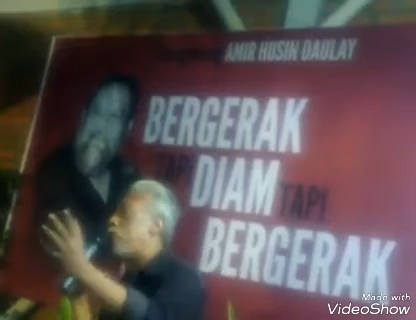 AMIR HUSIN DAULAY
BERGERAK
TAPI DIAM TAPI
BERGERAK
Made with
VideoShow